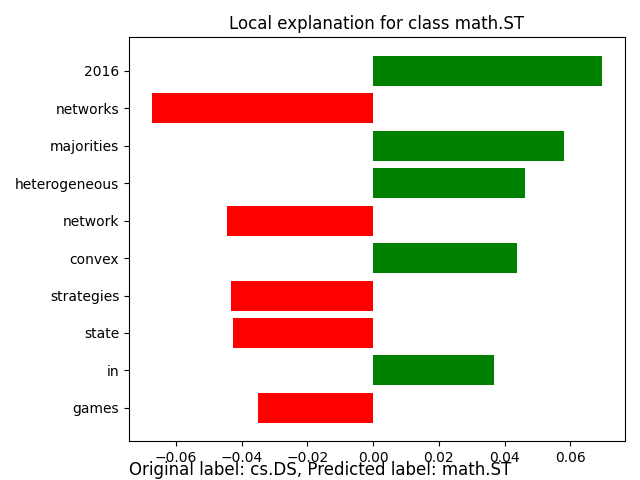 Local explanation for class math.ST
2016
networks
majorities
heterogeneous
network
convex
strategies
state
in
games
−0.06 −0.04 −0.02 0.00 0.02 0.04 0.06
Original label: cs.DS, Predicted label: math.ST